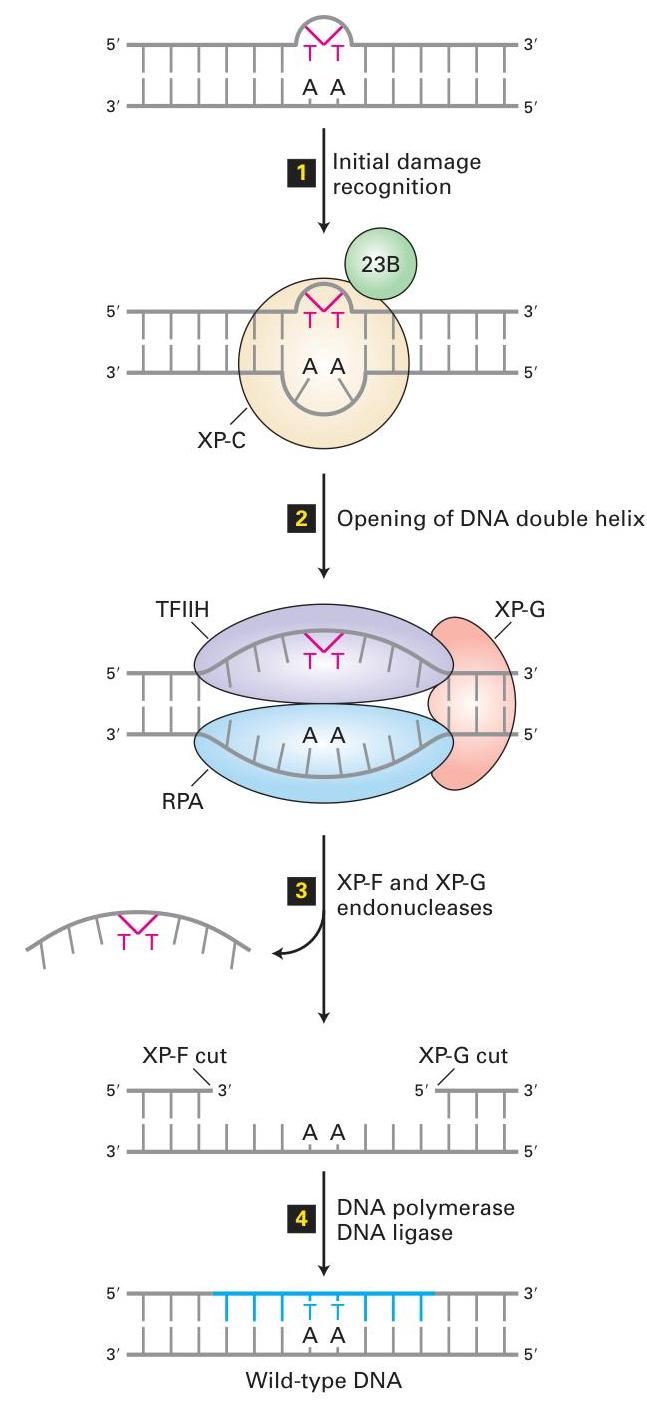 5′ 3′
T T
A A
3′ 5′
1 Initial damage
recognition
23B
5′ 3′
T T
A A
3′ 5′
XP-C
2 Opening of DNA double helix
TFIIH XP-G
T T
5′ 3′
3′ A A 5′
RPA
3 XP-F and XP-G
endonucleases
T T
XP-F cut XP-G cut
5′ 3′ 5′ 3′
A A
3′ 5′
4 DNA polymerase
DNA ligase
5′ 3′
T T
A A
3′ 5′
Wild-type DNA